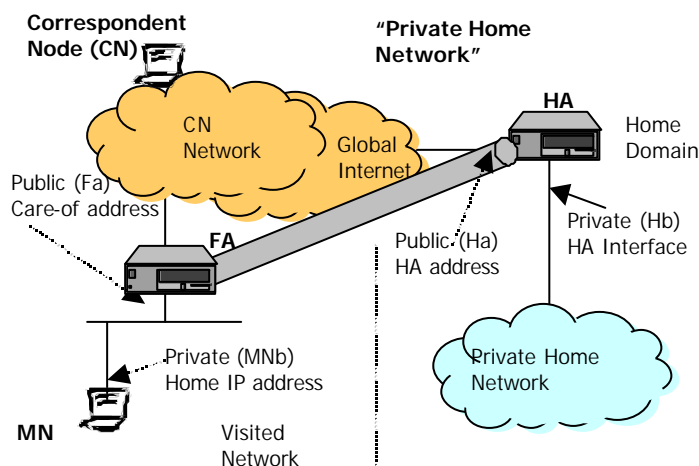 Correspondent
Node (CN)
“Private Home
Network”
HA
Home
Domain
CN
Network
Global
Internet
Public (Fa)
Care-of address
FA
Public (Ha)
HA address
Private (Hb)
HA Interface
Private (MNb)
Home IP address
Private Home
Network
MN
Visited
Network